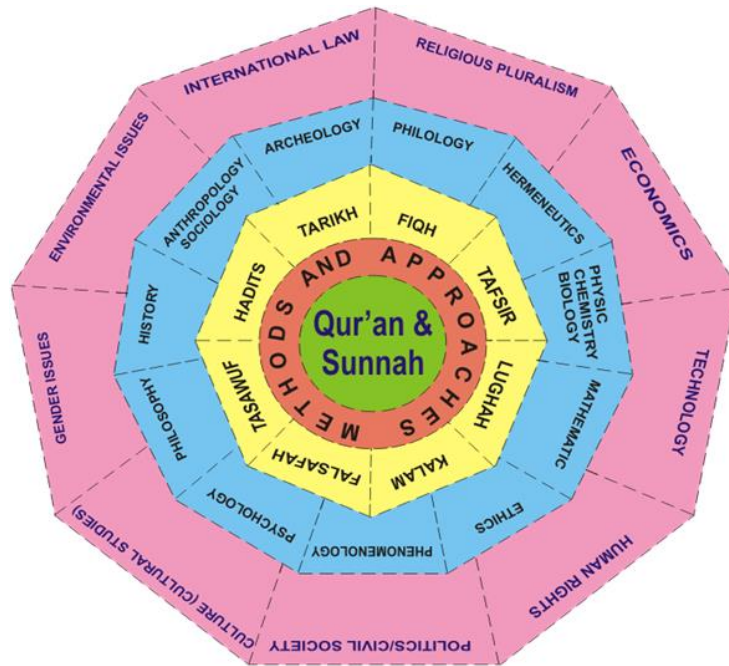 INTERNATIONAL LAW
RELIGIOUS PLURALISM
ECONOMICS
TECHNOLOGY
HUMAN RIGHTS
POLITICS/CIVIL SOCIETY
CULTURE (CULTURAL STUDIES)
GENDER ISSUES
ENVIRONMENTAL ISSUES
ARCHEOLOGY
PHILOLOGY
HERMENEUTICS
PHYSIC
CHEMISTRY
BIOLOGY
MATHEMATIC
ETHICS
PHENOMENOLOGY
PSYCHOLOGY
PHILOSOPHY
HISTORY
ANTHROPOLOGY
SOCIOLOGY
TARIKH
FIQH
TAFSIR
LUGHAH
KALAM
FALSAFAH
TASAWUF
HADITS
METHODS AND APPROACHES
Qur'an &
Sunnah